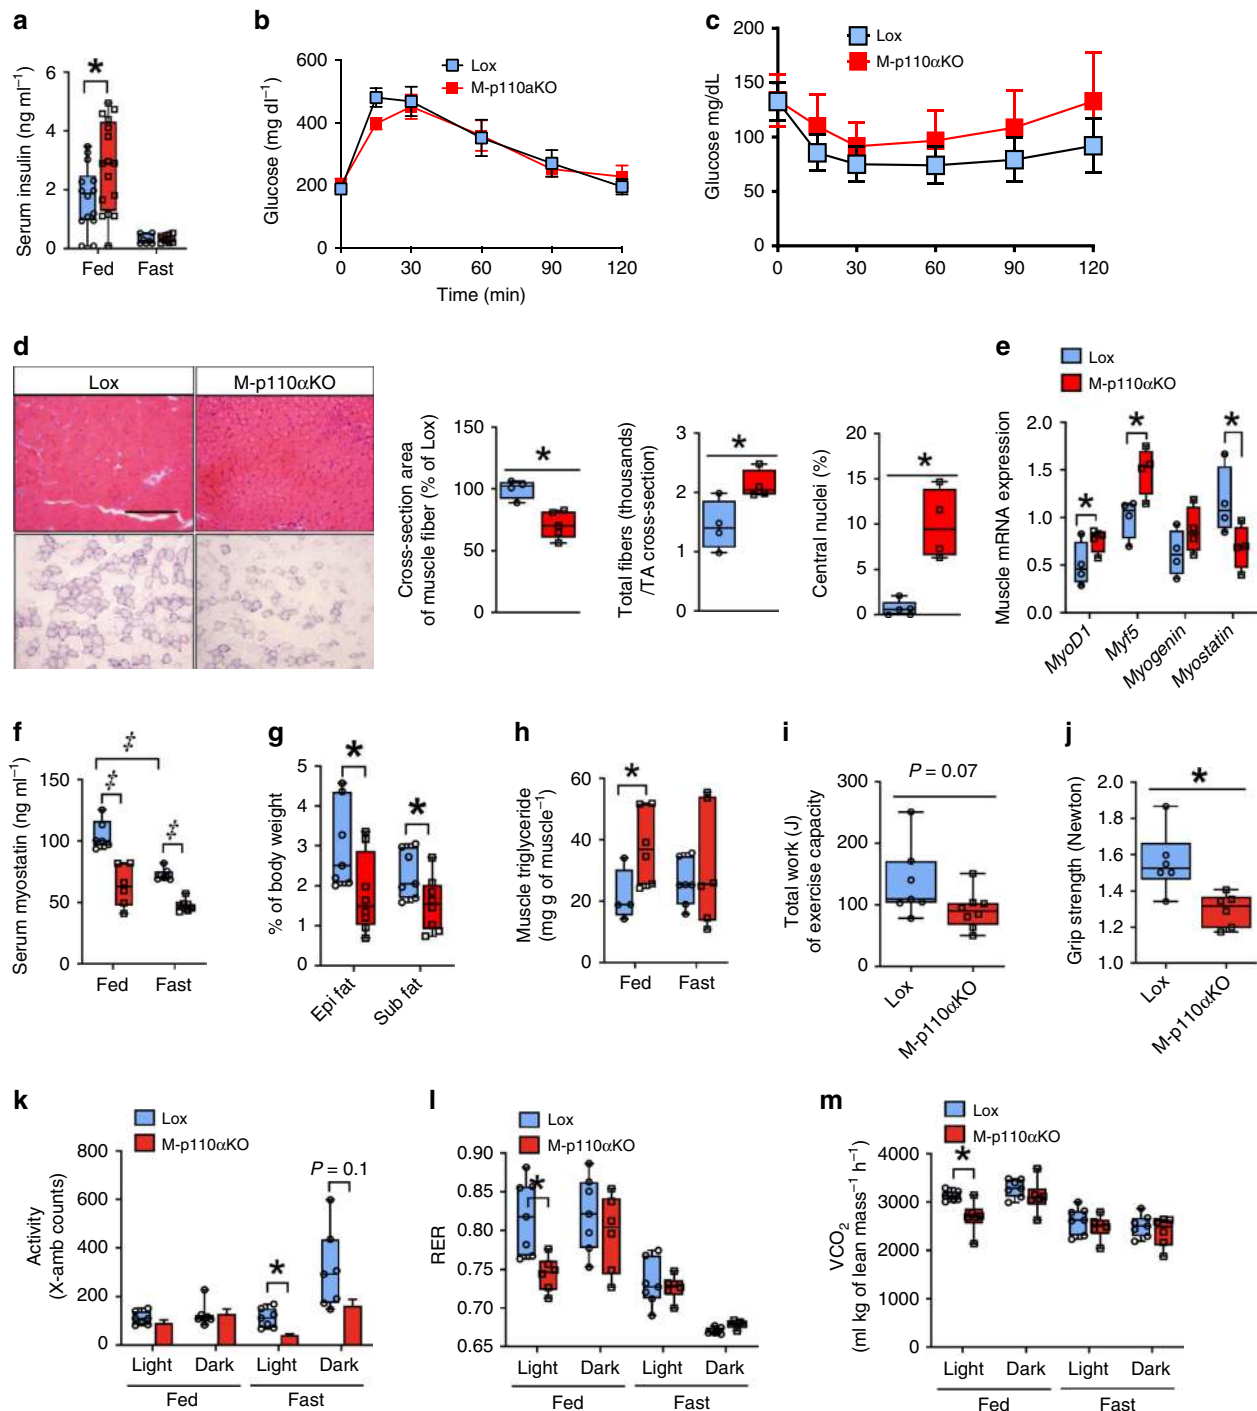 a
Serum insulin (ng ml⁻¹)
6
4
2
0
*
Fed
Fast
b
Glucose (mg dl⁻¹)
600
400
200
0
Lox
M-p110aKO
0
30
60
90
120
Time (min)
c
Glucose mg/dL
200
150
100
50
0
Lox
M-p110αKO
0
30
60
90
120
d
Lox
M-p110αKO
Cross-section area
of muscle fiber (% of Lox)
150
100
50
0
*
Total fibers (thousands)
/TA cross-section)
3
2
1
0
*
Central nuclei (%)
20
15
10
5
0
*
e
Lox
M-p110αKO
Muscle mRNA expression
2.0
1.5
1.0
0.5
0.0
*
*
*
MyoD1
Myf5
Myogenin
Myostatin
f
Serum myostatin (ng ml⁻¹)
150
100
50
0
‡
‡
‡
Fed
Fast
g
% of body weight
5
4
3
2
1
0
*
*
Epi fat
Sub fat
h
Muscle triglyceride
(mg g of muscle⁻¹)
60
40
20
0
*
Fed
Fast
i
Total work (J)
of exercise capacity
300
200
100
0
P = 0.07
Lox
M-p110αKO
j
Grip strength (Newton)
1.8
1.6
1.4
1.2
1.0
*
Lox
M-p110αKO
k
Lox
M-p110αKO
Activity
(X-amb counts)
800
600
400
200
0
*
P = 0.1
Light
Dark
Light
Dark
Fed
Fast
l
Lox
M-p110αKO
RER
0.90
0.85
0.80
0.75
0.70
0.65
*
Light
Dark
Light
Dark
Fed
Fast
m
Lox
M-p110αKO
VCO₂
(ml kg of lean mass⁻¹ h⁻¹)
4000
3000
2000
1000
0
*
Light
Dark
Light
Dark
Fed
Fast